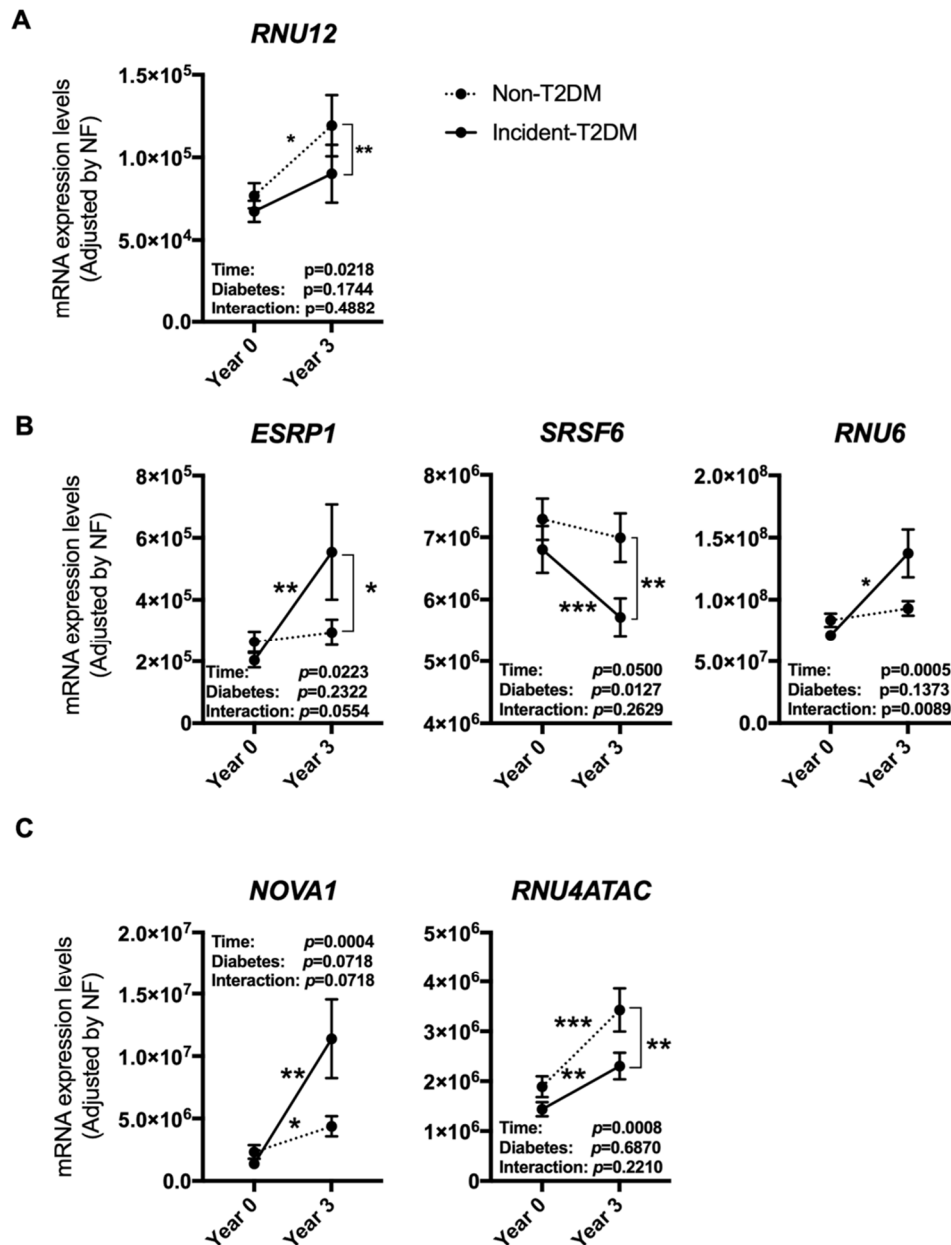 A
RNU12
mRNA expression levels
(Adjusted by NF)
1.5×10⁵
1.0×10⁵
5.0×10⁴
0.0
*
**
Time: p=0.0218
Diabetes: p=0.1744
Interaction: p=0.4882
Year 0
Year 3
Non-T2DM
Incident-T2DM
B
ESRP1
mRNA expression levels
(Adjusted by NF)
8×10⁵
6×10⁵
4×10⁵
2×10⁵
0
**
*
Time: p=0.0223
Diabetes: p=0.2322
Interaction: p=0.0554
Year 0
Year 3
SRSF6
8×10⁶
7×10⁶
6×10⁶
5×10⁶
4×10⁶
***
**
Time: p=0.0500
Diabetes: p=0.0127
Interaction: p=0.2629
Year 0
Year 3
RNU6
2.0×10⁸
1.5×10⁸
1.0×10⁸
5.0×10⁷
0.0
*
Time: p=0.0005
Diabetes: p=0.1373
Interaction: p=0.0089
Year 0
Year 3
C
NOVA1
mRNA expression levels
(Adjusted by NF)
2.0×10⁷
1.5×10⁷
1.0×10⁷
5.0×10⁶
0.0
Time: p=0.0004
Diabetes: p=0.0718
Interaction: p=0.0718
**
*
Year 0
Year 3
RNU4ATAC
5×10⁶
4×10⁶
3×10⁶
2×10⁶
1×10⁶
0
***
**
**
Time: p=0.0008
Diabetes: p=0.6870
Interaction: p=0.2210
Year 0
Year 3